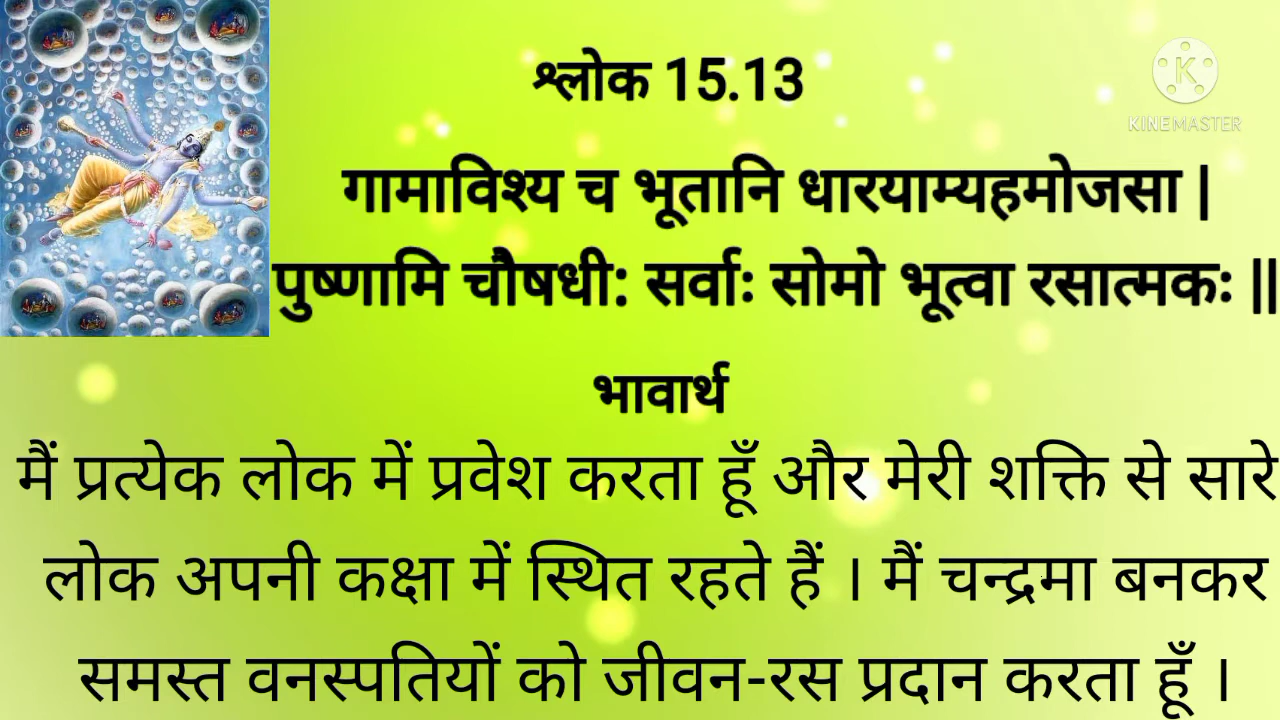 श्लोक 15.13
KINEMASTER
गामाविश्य च भूतानि धारयाम्यहमोजसा |
पुष्णामि चौषधी: सर्वाः सोमो भूत्वा रसात्मकः ||
भावार्थ
मैं प्रत्येक लोक में प्रवेश करता हूँ और मेरी शक्ति से सारे
लोक अपनी कक्षा में स्थित रहते हैं । मैं चन्द्रमा बनकर
समस्त वनस्पतियों को जीवन-रस प्रदान करता हूँ ।